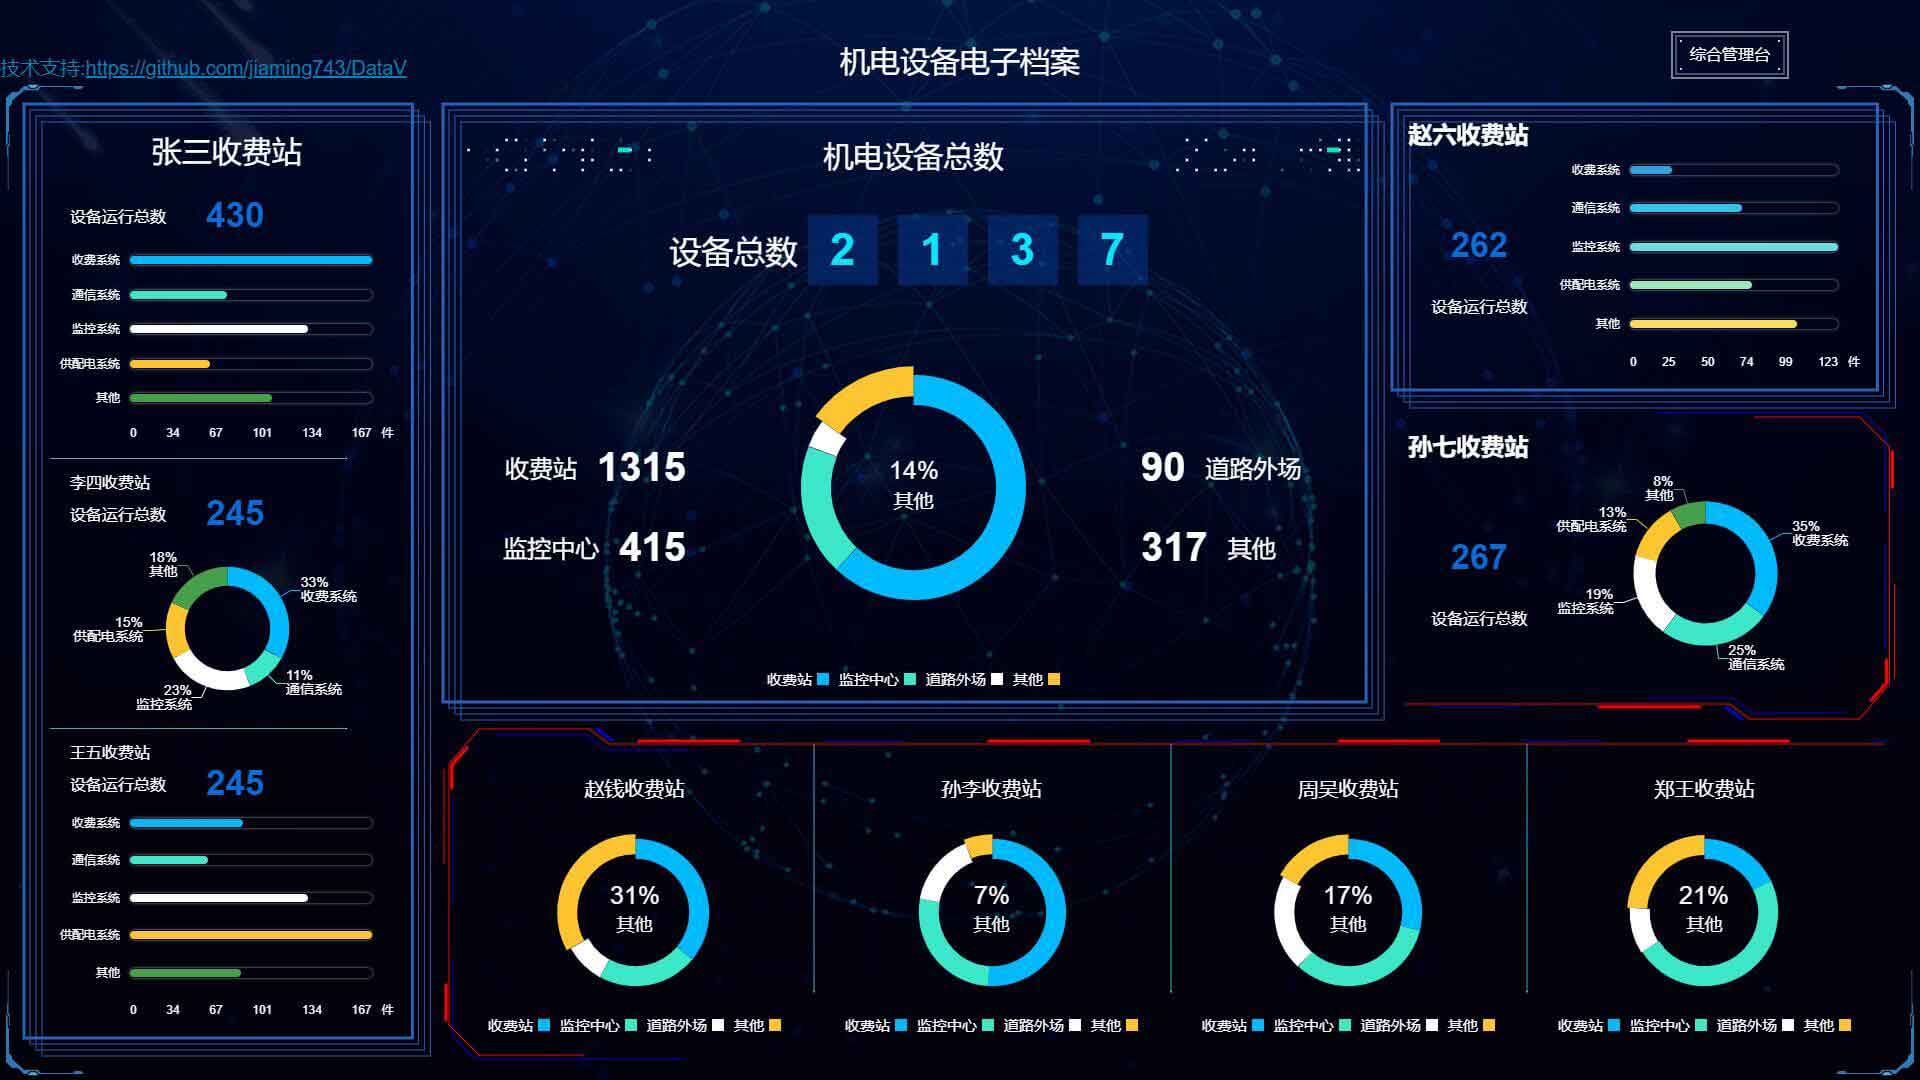 机电设备电子档案
综合管理台
技术支持:https://github.com/jiaming743/DataV
张三收费站
设备运行总数 430
收费系统
通信系统
监控系统
供配电系统
其他
0 34 67 101 134 167 件
李四收费站
设备运行总数 245
18%
其他
33%
收费系统
15%
供配电系统
11%
通信系统
23%
监控系统
王五收费站
设备运行总数 245
收费系统
通信系统
监控系统
供配电系统
其他
0 34 67 101 134 167 件
机电设备总数
设备总数 2 1 3 7
收费站 1315
监控中心 415
14%
其他
90 道路外场
317 其他
收费站 监控中心 道路外场 其他
赵六收费站
262
设备运行总数
收费系统
通信系统
监控系统
供配电系统
其他
0 25 50 74 99 123 件
孙七收费站
267
设备运行总数
8%
其他
13%
供配电系统
35%
收费系统
19%
监控系统
25%
通信系统
赵钱收费站
31%
其他
收费站 监控中心 道路外场 其他
孙李收费站
7%
其他
收费站 监控中心 道路外场 其他
周吴收费站
17%
其他
收费站 监控中心 道路外场 其他
郑王收费站
21%
其他
收费站 监控中心 道路外场 其他